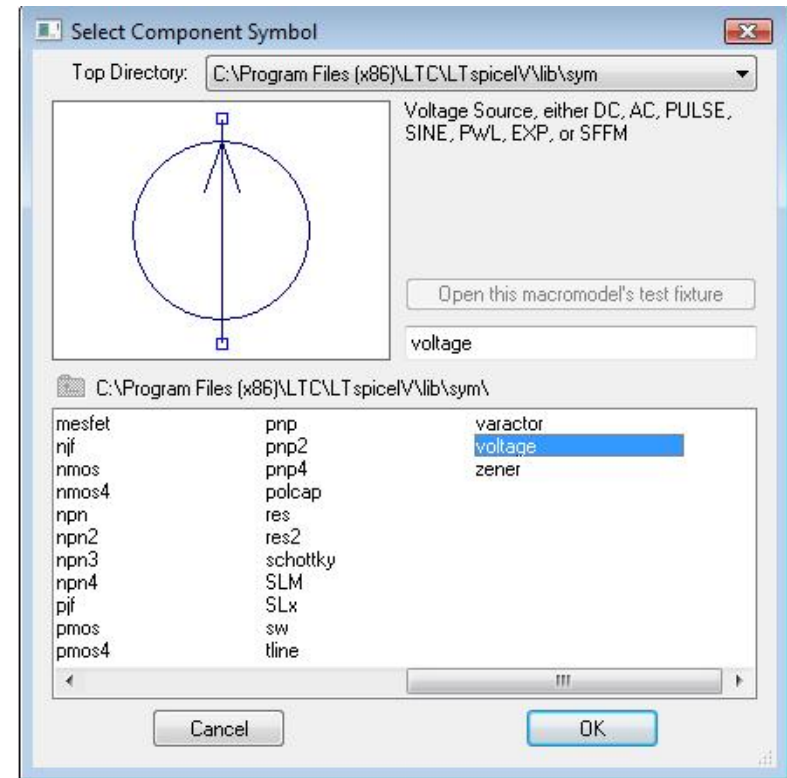 Select Component Symbol
Top Directory: C:\Program Files (x86)\LTC\LTspiceIV\lib\sym
Voltage Source, either DC, AC, PULSE,
SINE, PWL, EXP, or SFFM
Open this macromodel's test fixture
voltage
C:\Program Files (x86)\LTC\LTspiceIV\lib\sym\
mesfet pnp varactor
njf pnp2 voltage
nmos pnp4 zener
nmos4 polcap
npn res
npn2 res2
npn3 schottky
npn4 SLM
pjf SLx
pmos sw
pmos4 tline
Cancel OK